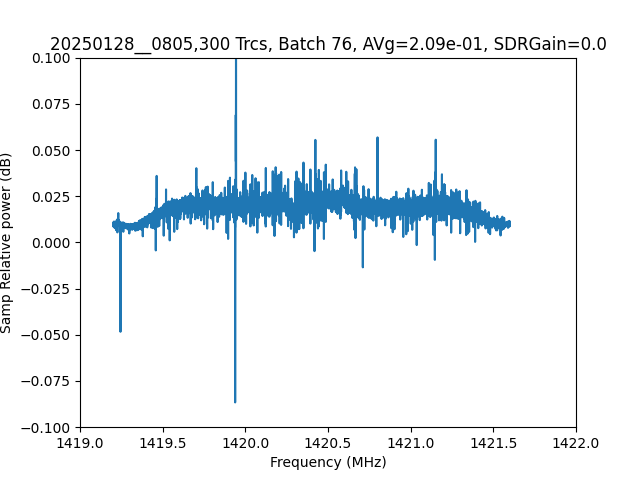 20250128__0805,300 Trcs, Batch 76, AVg=2.09e-01, SDRGain=0.0
0.100
0.075
0.050
0.025
0.000
−0.025
−0.050
−0.075
−0.100
Samp Relative power (dB)
1419.0 1419.5 1420.0 1420.5 1421.0 1421.5 1422.0
Frequency (MHz)